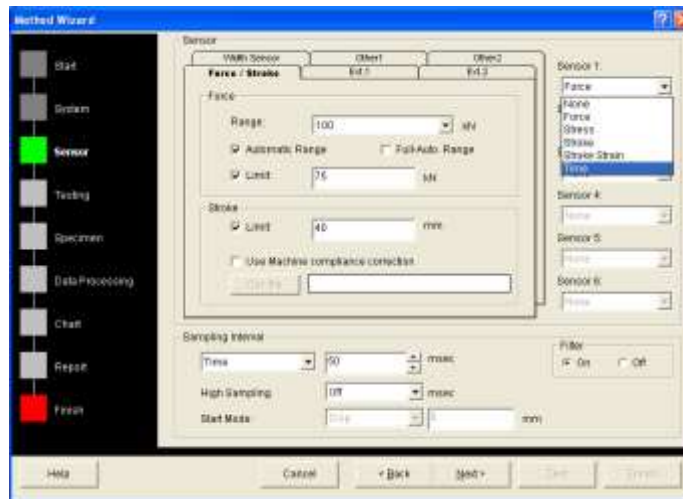 Method Wizard
Start
System
Sensor
Testing
Specimen
Data Processing
Chart
Report
Finish
Sensor
Width Sensor Other1 Other2
Force / Stroke Ext.1 Ext.2
Force
Range: 100 kN
Automatic Range Full-Auto. Range
Limit: 75 kN
Stroke
Limit: 40 mm
Use Machine compliance correction
Sensor 1:
Force
None
Force
Stress
Stroke
Stroke Strain
Time
Sensor 4:
None
Sensor 5:
None
Sensor 6:
None
Sampling Interval
Time 50 msec
High Sampling: Off msec
Start Mode: mm
Filter
On Off
Help Cancel < Back Next >